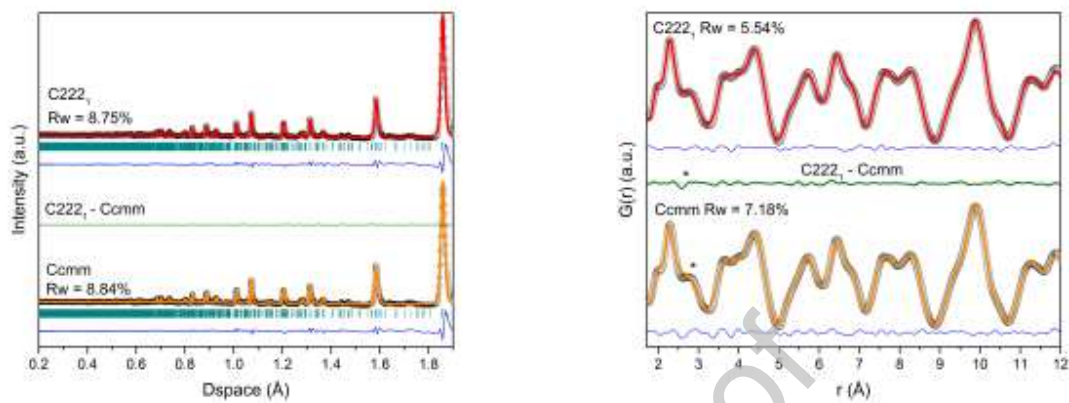 C222₁
Rw = 8.75%
C222₁ - Ccmm
Ccmm
Rw = 8.84%
Intensity (a.u.)
0.2 0.4 0.6 0.8 1.0 1.2 1.4 1.6 1.8
Dspace (Å)
C222₁ Rw = 5.54%
*
C222₁ - Ccmm
Ccmm Rw = 7.18%
*
G(r) (a.u.)
2 3 4 5 6 7 8 9 10 11 12
r (Å)